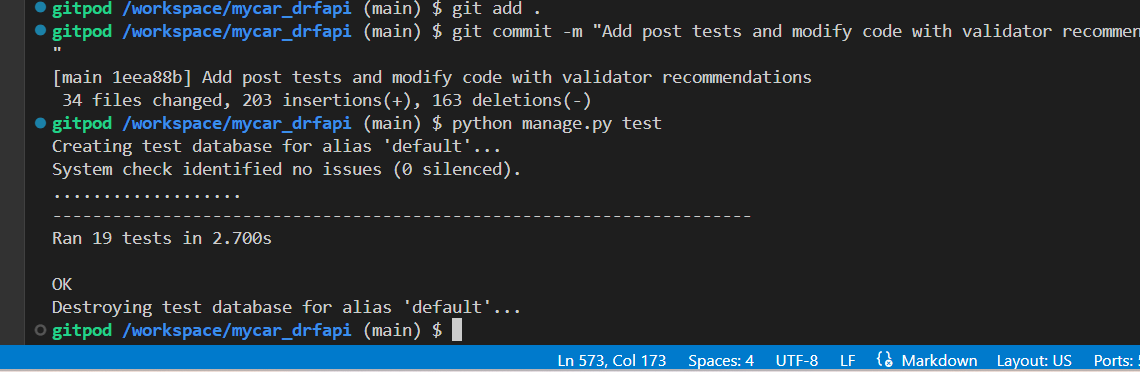 gitpod /workspace/mycar_drfapi (main) $ git add .
gitpod /workspace/mycar_drfapi (main) $ git commit -m "Add post tests and modify code with validator
"
[main 1eea88b] Add post tests and modify code with validator recommendations
34 files changed, 203 insertions(+), 163 deletions(-)
gitpod /workspace/mycar_drfapi (main) $ python manage.py test
Creating test database for alias 'default'...
System check identified no issues (0 silenced).
...................
----------------------------------------------------------------------
Ran 19 tests in 2.700s
OK
Destroying test database for alias 'default'...
gitpod /workspace/mycar_drfapi (main) $
Ln 573, Col 173 Spaces: 4 UTF-8 LF Markdown Layout: US Ports: